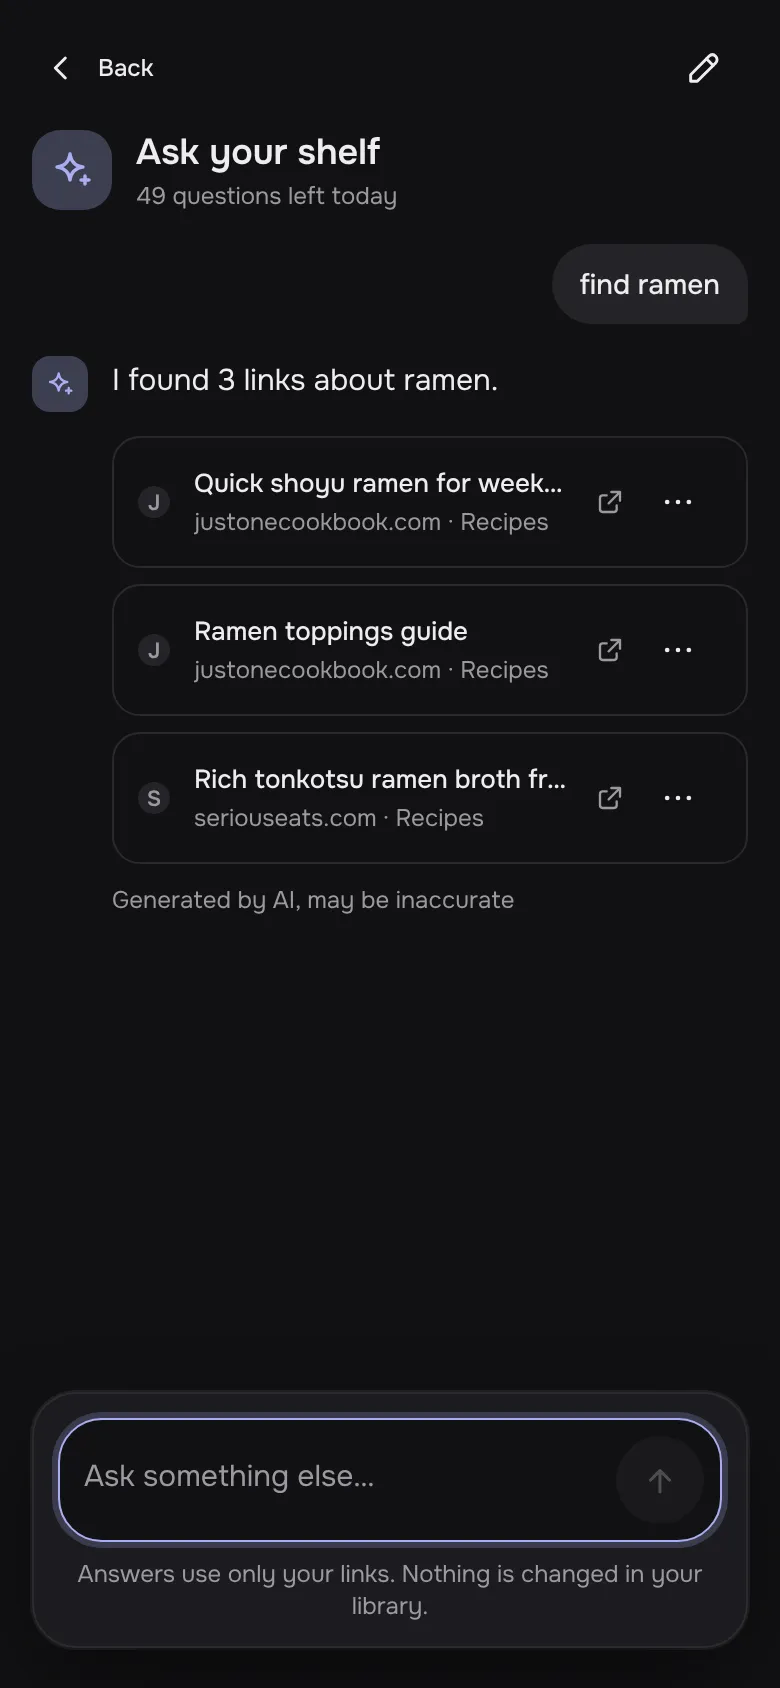 Back
Ask your shelf
49 questions left today
find ramen
I found 3 links about ramen.
J
Quick shoyu ramen for week...
justonecookbook.com · Recipes
J
Ramen toppings guide
justonecookbook.com · Recipes
S
Rich tonkotsu ramen broth fr...
seriouseats.com · Recipes
Generated by AI, may be inaccurate
Ask something else...
Answers use only your links. Nothing is changed in your
library.